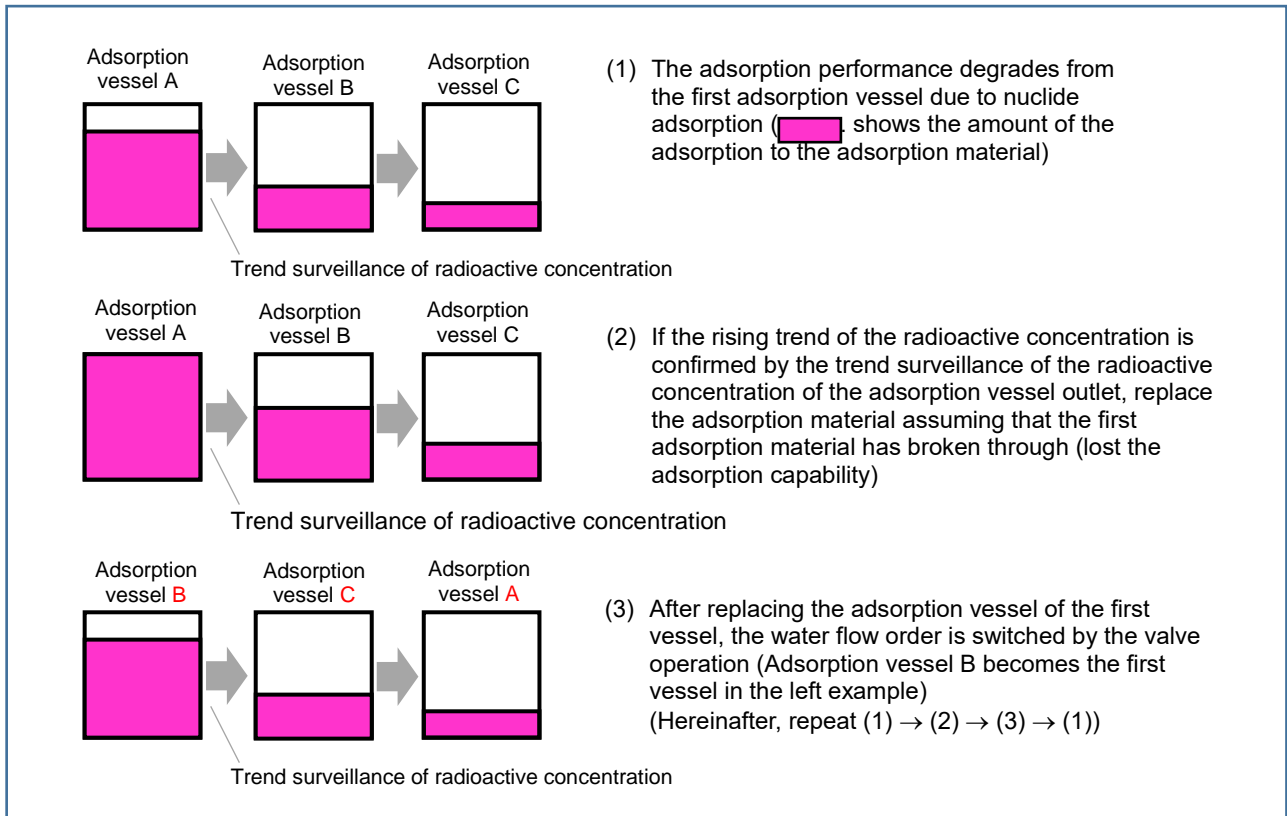 Adsorption
vessel A
Adsorption
vessel B
Adsorption
vessel C
(1) The adsorption performance degrades from
the first adsorption vessel due to nuclide
adsorption ( . shows the amount of the
adsorption to the adsorption material)
Trend surveillance of radioactive concentration
Adsorption
vessel A
Adsorption
vessel B
Adsorption
vessel C
(2) If the rising trend of the radioactive concentration is
confirmed by the trend surveillance of the radioactive
concentration of the adsorption vessel outlet, replace
the adsorption material assuming that the first
adsorption material has broken through (lost the
adsorption capability)
Trend surveillance of radioactive concentration
Adsorption
vessel B
Adsorption
vessel C
Adsorption
vessel A
(3) After replacing the adsorption vessel of the first
vessel, the water flow order is switched by the valve
operation (Adsorption vessel B becomes the first
vessel in the left example)
(Hereinafter, repeat (1) → (2) → (3) → (1))
Trend surveillance of radioactive concentration